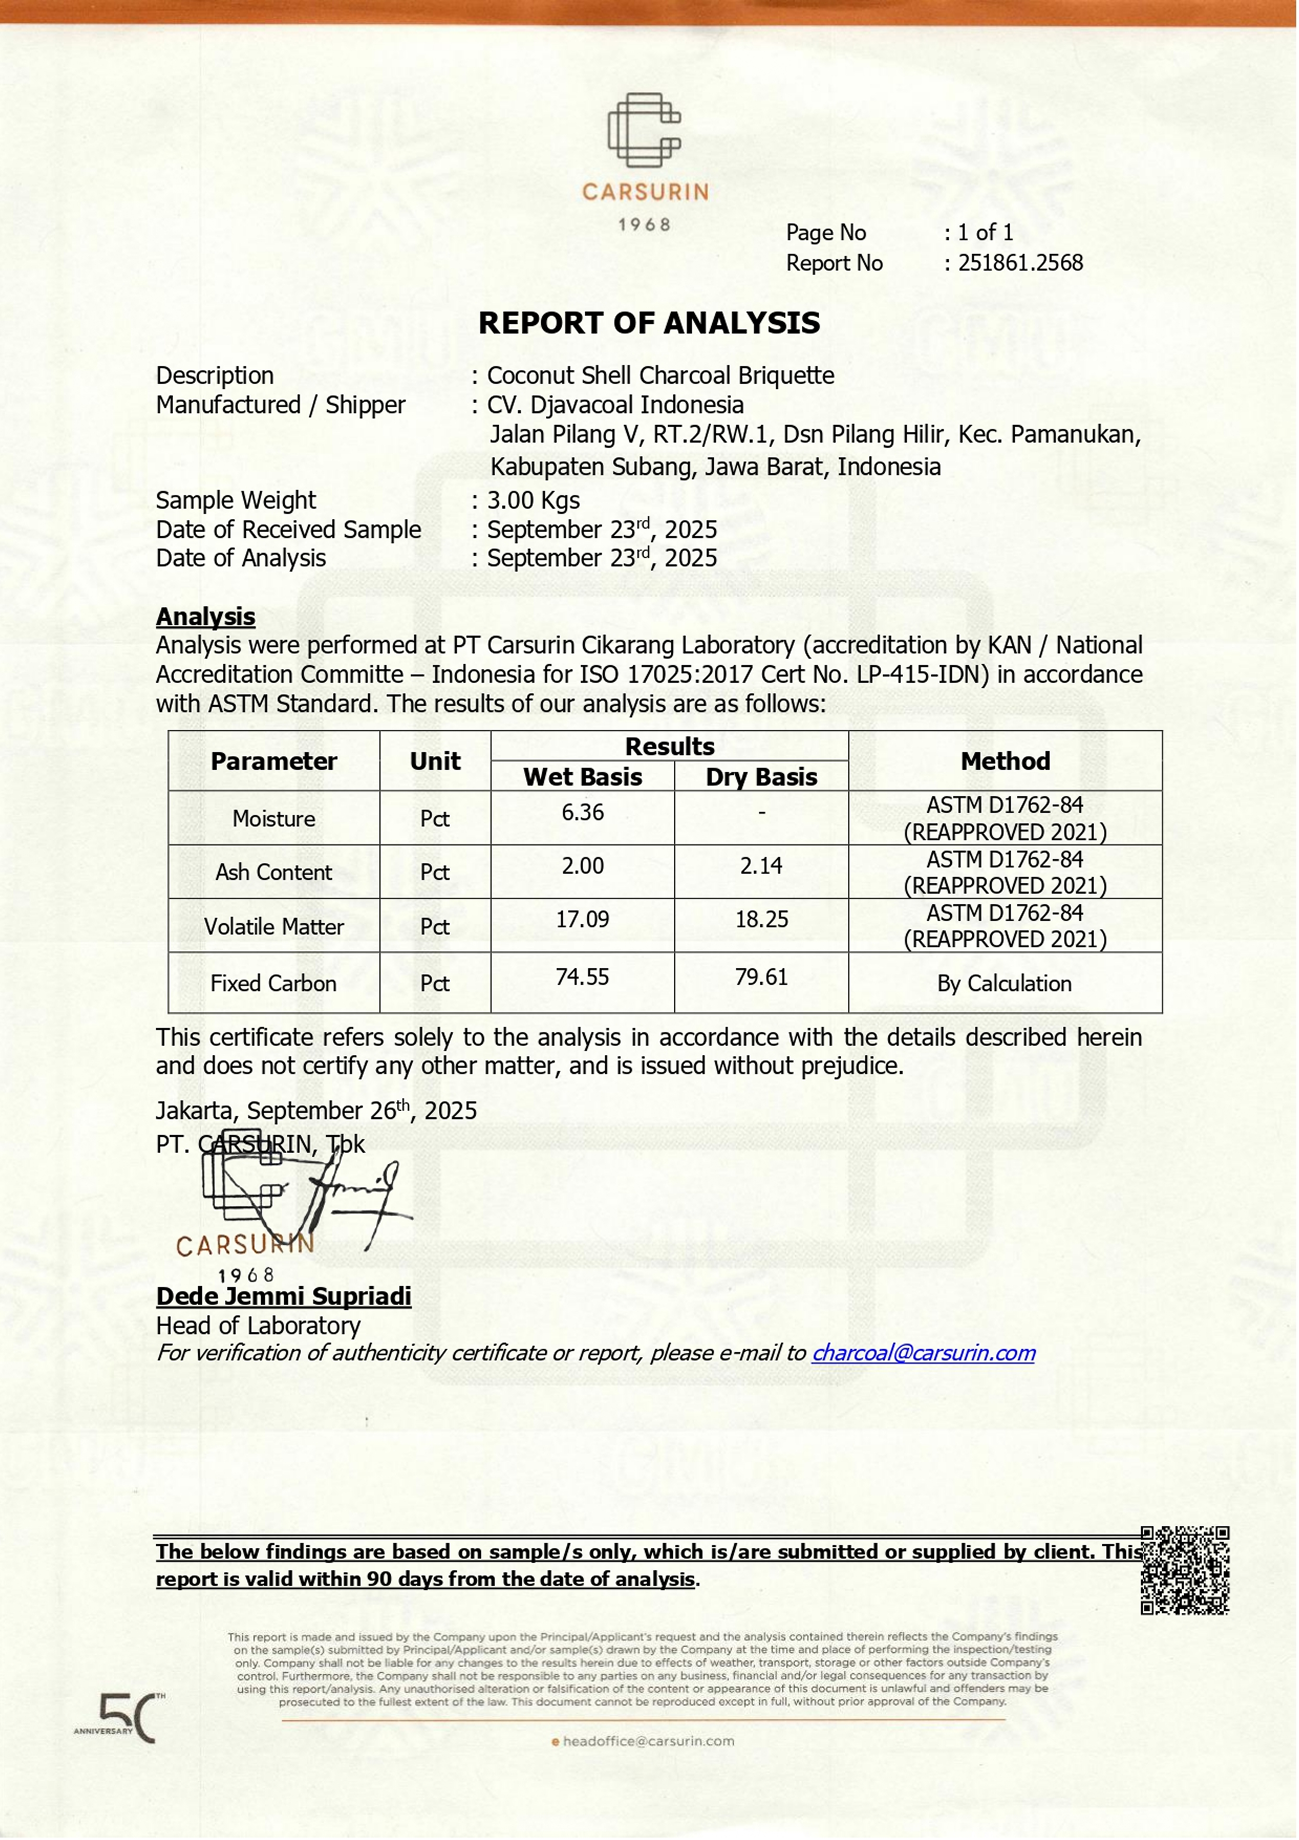 CARSURIN
1968
Page No : 1 of 1
Report No : 251861.2568
REPORT OF ANALYSIS
Description : Coconut Shell Charcoal Briquette
Manufactured / Shipper : CV. Djavacoal Indonesia
Jalan Pilang V, RT.2/RW.1, Dsn Pilang Hilir, Kec. Pamanukan,
Kabupaten Subang, Jawa Barat, Indonesia
Sample Weight : 3.00 Kgs
Date of Received Sample : September 23rd, 2025
Date of Analysis : September 23rd, 2025
Analysis
Analysis were performed at PT Carsurin Cikarang Laboratory (accreditation by KAN / National
Accreditation Committe – Indonesia for ISO 17025:2017 Cert No. LP-415-IDN) in accordance
with ASTM Standard. The results of our analysis are as follows:
Parameter Unit Results Method
Wet Basis Dry Basis
Moisture Pct 6.36 - ASTM D1762-84
(REAPPROVED 2021)
Ash Content Pct 2.00 2.14 ASTM D1762-84
(REAPPROVED 2021)
Volatile Matter Pct 17.09 18.25 ASTM D1762-84
(REAPPROVED 2021)
Fixed Carbon Pct 74.55 79.61 By Calculation
This certificate refers solely to the analysis in accordance with the details described herein
and does not certify any other matter, and is issued without prejudice.
Jakarta, September 26th, 2025
PT. CARSURIN, Tbk
CARSURIN
1968
Dede Jemmi Supriadi
Head of Laboratory
For verification of authenticity certificate or report, please e-mail to charcoal@carsurin.com
The below findings are based on sample/s only, which is/are submitted or supplied by client. This
report is valid within 90 days from the date of analysis.
This report is made and issued by the Company upon the Principal/Applicant's request and the analysis contained therein reflects the Company's findings
on the sample(s) submitted by Principal/Applicant and/or sample(s) drawn by the Company at the time and place of performing the inspection/testing
only. Company shall not be liable for any changes to the results herein due to effects of weather, transport, storage or other factors outside Company's
control. Furthermore, the Company shall not be responsible to any parties on any business, financial and/or legal consequences for any transaction by
using this report/analysis. Any unauthorised alteration or falsification of the content or appearance of this document is unlawful and offenders may be
prosecuted to the fullest extent of the law. This document cannot be reproduced except in full, without prior approval of the Company.
50TH
ANNIVERSARY
e headoffice@carsurin.com